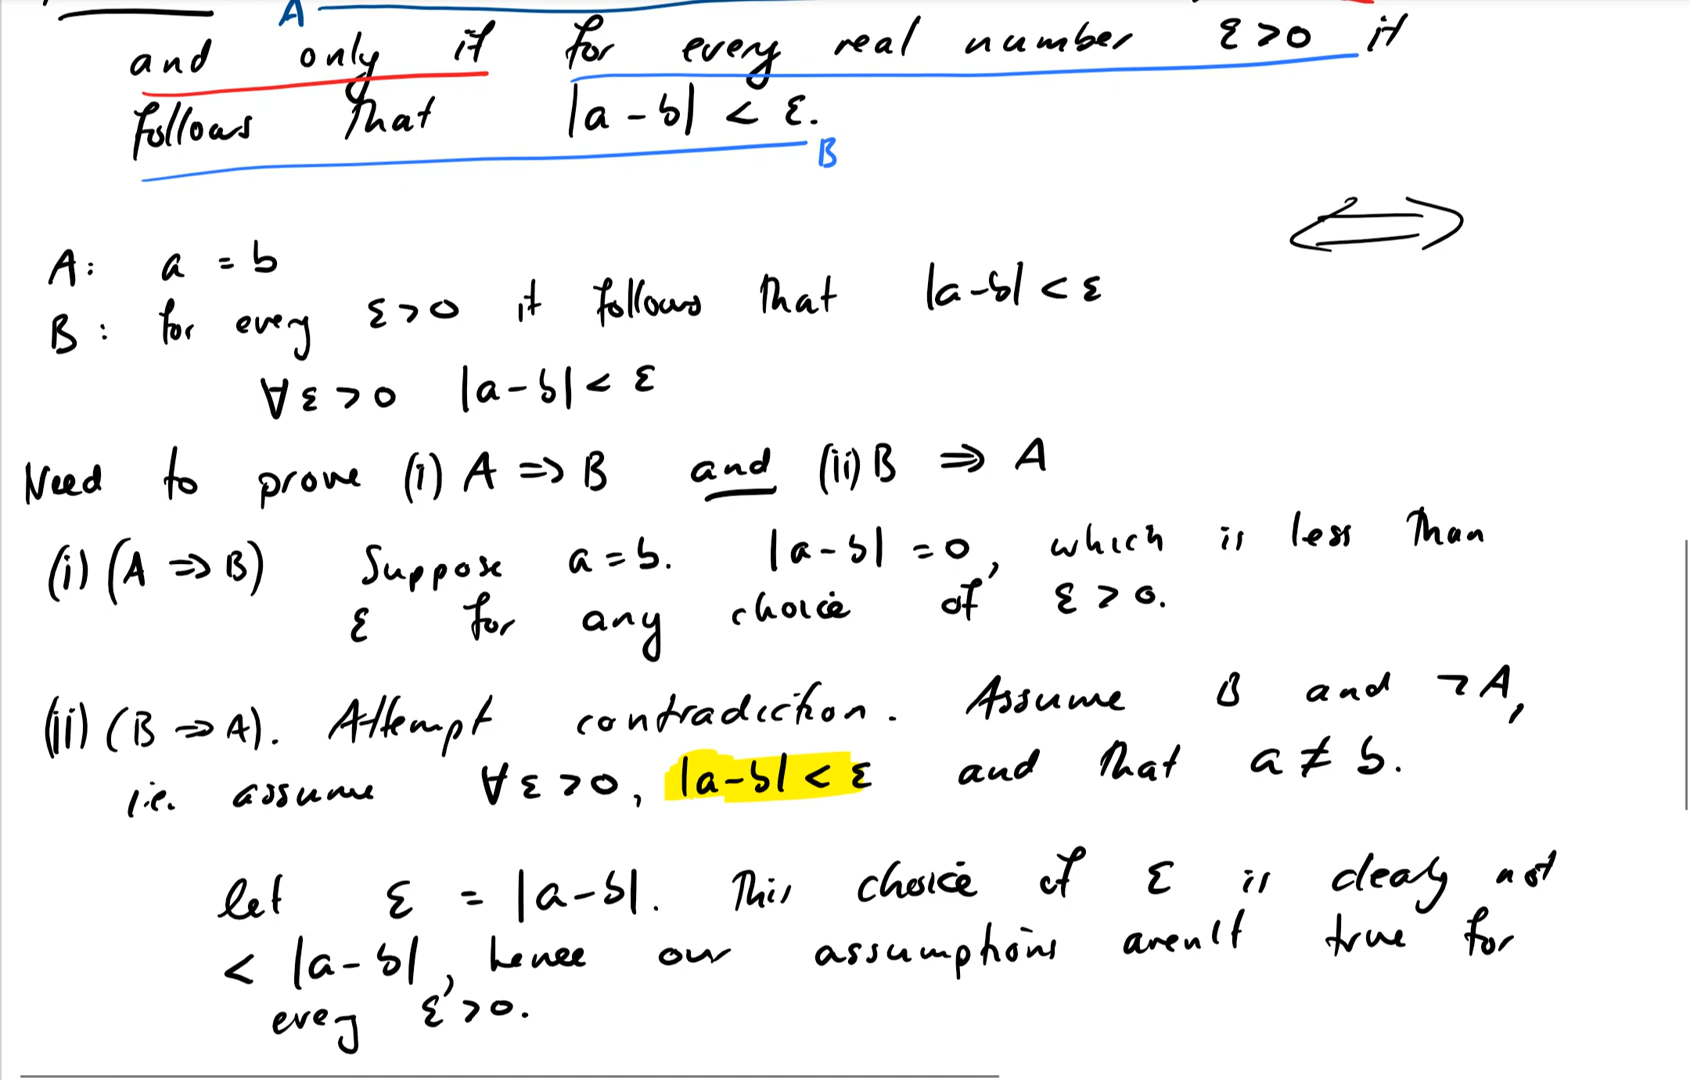 A
and only if for every real number ε>0 it
follows that |a-b| < ε.
B
A: a = b
B: for every ε>0 it follows that |a-b| < ε
∀ε>0 |a-b| < ε
Need to prove (i) A => B and (ii) B => A
(i) (A => B) Suppose a = b. |a-b| = 0, which is less than
ε for any choice of ε > 0.
(ii) (B => A). Attempt contradiction. Assume B and ¬A,
i.e. assume ∀ε>0, |a-b| < ε and that a ≠ b.
let ε = |a-b|. This choice of ε is clealy not
< |a-b|, hence our assumptions aren't true for
every ε'>0.